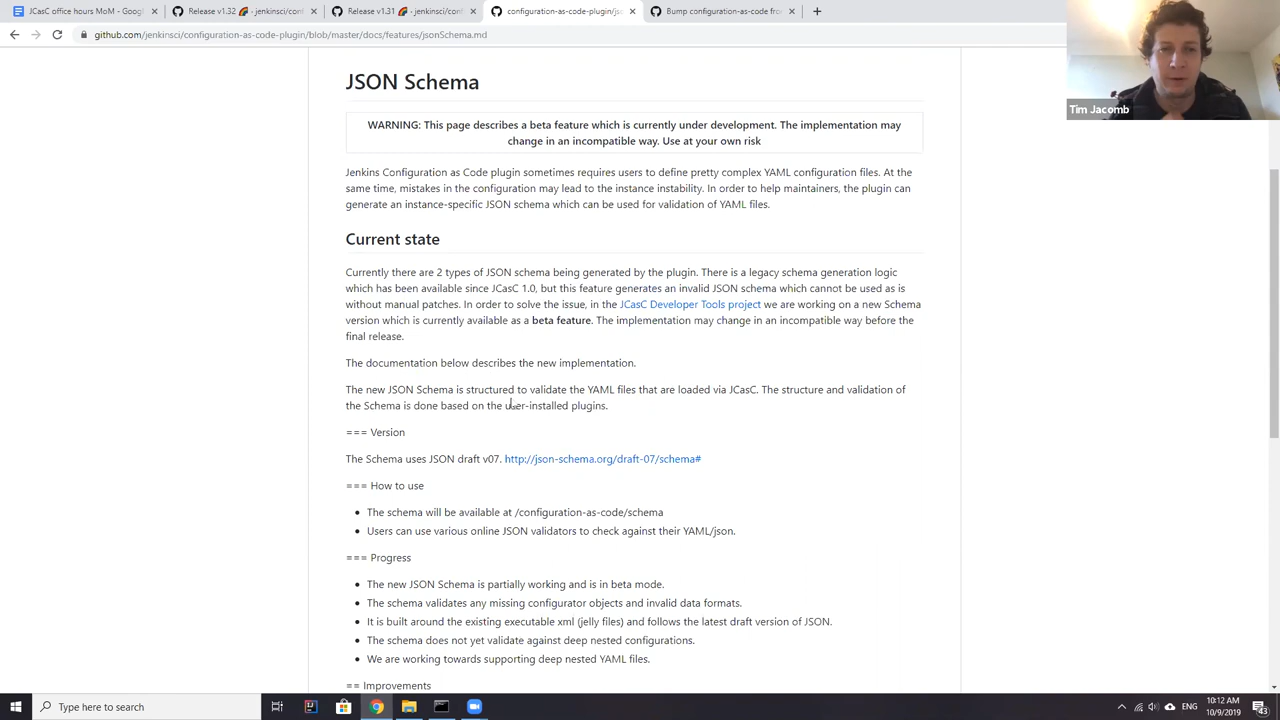 JCasC office hours MoM - Goog
Release v1.32 🌈 · jenkinsci/conf
Release v1.31 🌈 · jenkinsci/conf
configuration-as-code-plugin/jso
Bump configuration-as-code fro
github.com/jenkinsci/configuration-as-code-plugin/blob/master/docs/features/jsonSchema.md
Tim Jacomb
JSON Schema
WARNING: This page describes a beta feature which is currently under development. The implementation may
change in an incompatible way. Use at your own risk
Jenkins Configuration as Code plugin sometimes requires users to define pretty complex YAML configuration files. At the
same time, mistakes in the configuration may lead to the instance instability. In order to help maintainers, the plugin can
generate an instance-specific JSON schema which can be used for validation of YAML files.
Current state
Currently there are 2 types of JSON schema being generated by the plugin. There is a legacy schema generation logic
which has been available since JCasC 1.0, but this feature generates an invalid JSON schema which cannot be used as is
without manual patches. In order to solve the issue, in the JCasC Developer Tools project we are working on a new Schema
version which is currently available as a beta feature. The implementation may change in an incompatible way before the
final release.
The documentation below describes the new implementation.
The new JSON Schema is structured to validate the YAML files that are loaded via JCasC. The structure and validation of
the Schema is done based on the user-installed plugins.
=== Version
The Schema uses JSON draft v07. http://json-schema.org/draft-07/schema#
=== How to use
• The schema will be available at /configuration-as-code/schema
• Users can use various online JSON validators to check against their YAML/json.
=== Progress
• The new JSON Schema is partially working and is in beta mode.
• The schema validates any missing configurator objects and invalid data formats.
• It is built around the existing executable xml (jelly files) and follows the latest draft version of JSON.
• The schema does not yet validate against deep nested configurations.
• We are working towards supporting deep nested YAML files.
== Improvements
Type here to search
ENG
10:12 AM
10/9/2019
43